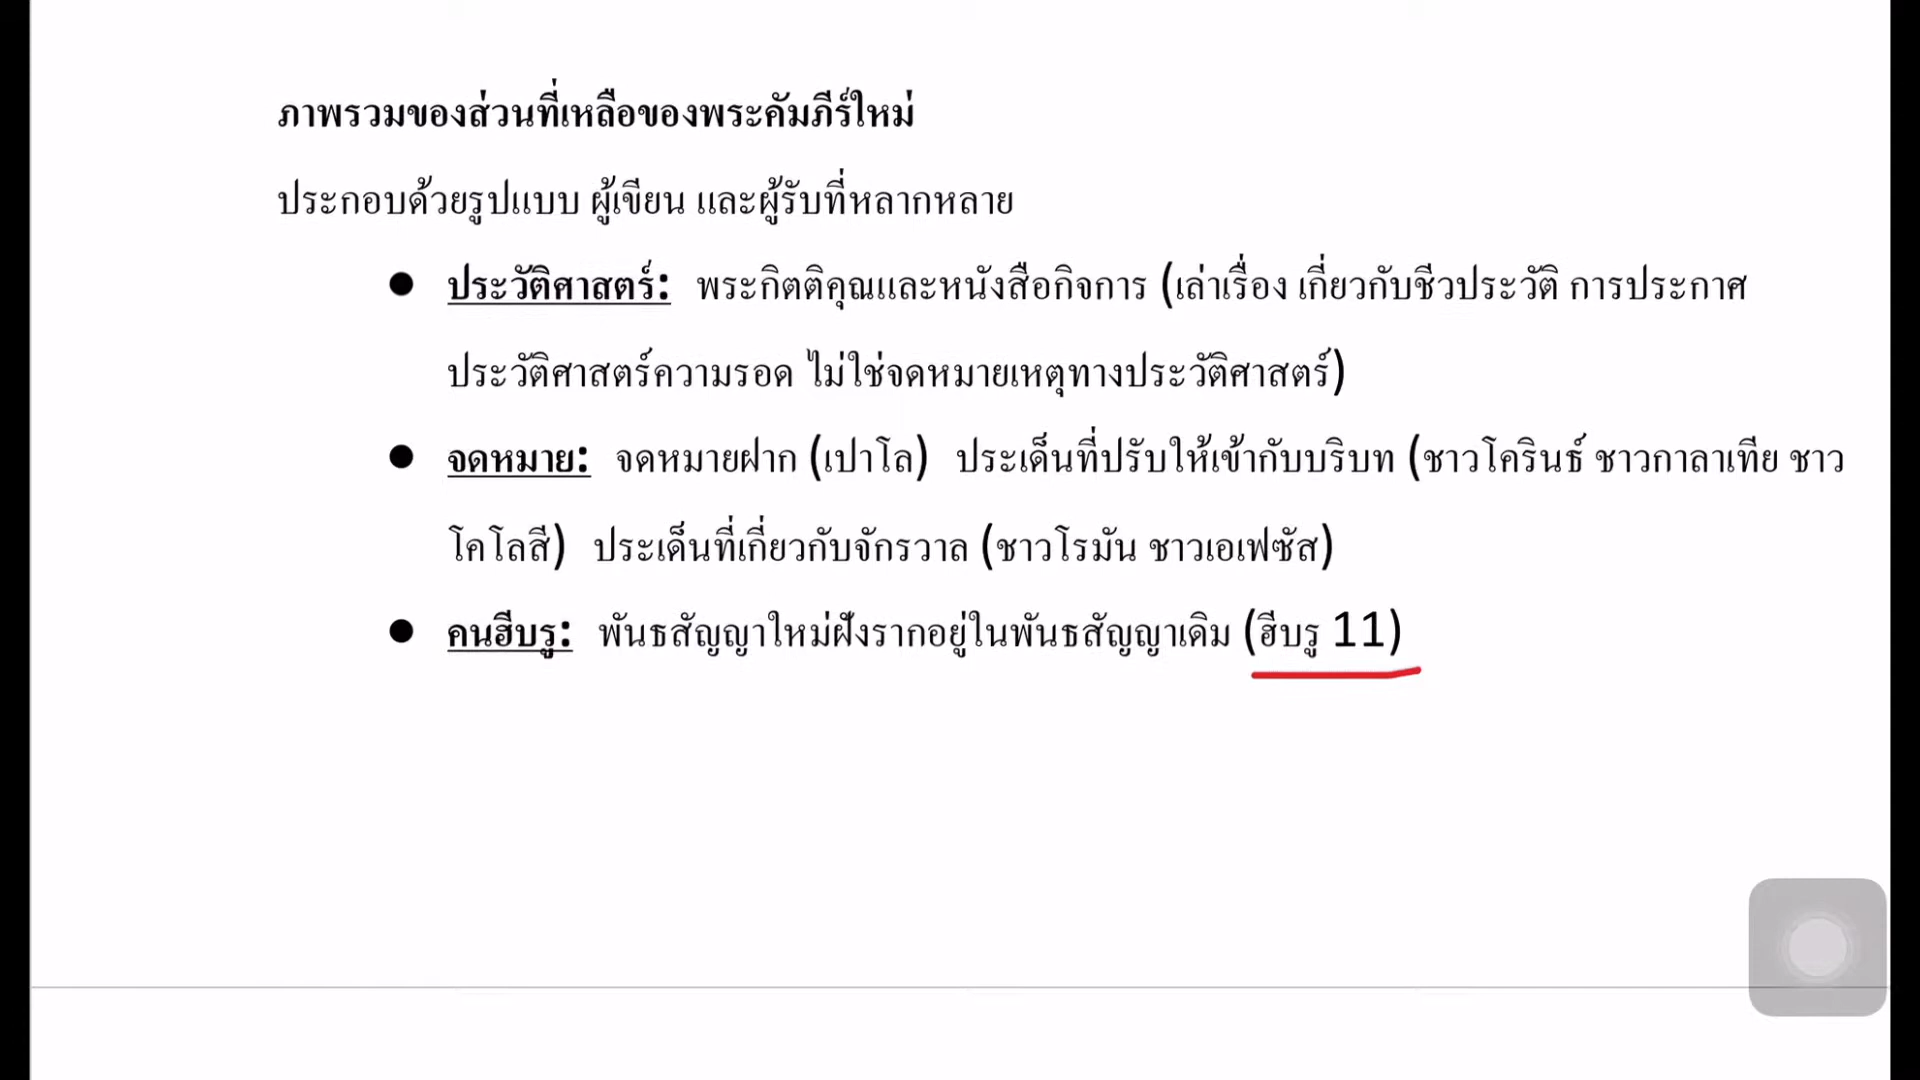 ภาพรวมของส่วนที่เหลือของพระคัมภีร์ใหม่
ประกอบด้วยรูปแบบ ผู้เขียน และผู้รับที่หลากหลาย
● ประวัติศาสตร์: พระกิตติคุณและหนังสือกิจการ (เล่าเรื่อง เกี่ยวกับชีวประวัติ การประกาศ
ประวัติศาสตร์ความรอด ไม่ใช่จดหมายเหตุทางประวัติศาสตร์)
● จดหมาย: จดหมายฝาก (เปาโล) ประเด็นที่ปรับให้เข้ากับบริบท (ชาวโครินธ์ ชาวกาลาเทีย ชาว
โคโลสี) ประเด็นที่เกี่ยวกับจักรวาล (ชาวโรมัน ชาวเอเฟซัส)
● คนฮีบรู: พันธสัญญาใหม่ฝังรากอยู่ในพันธสัญญาเดิม (ฮีบรู 11)